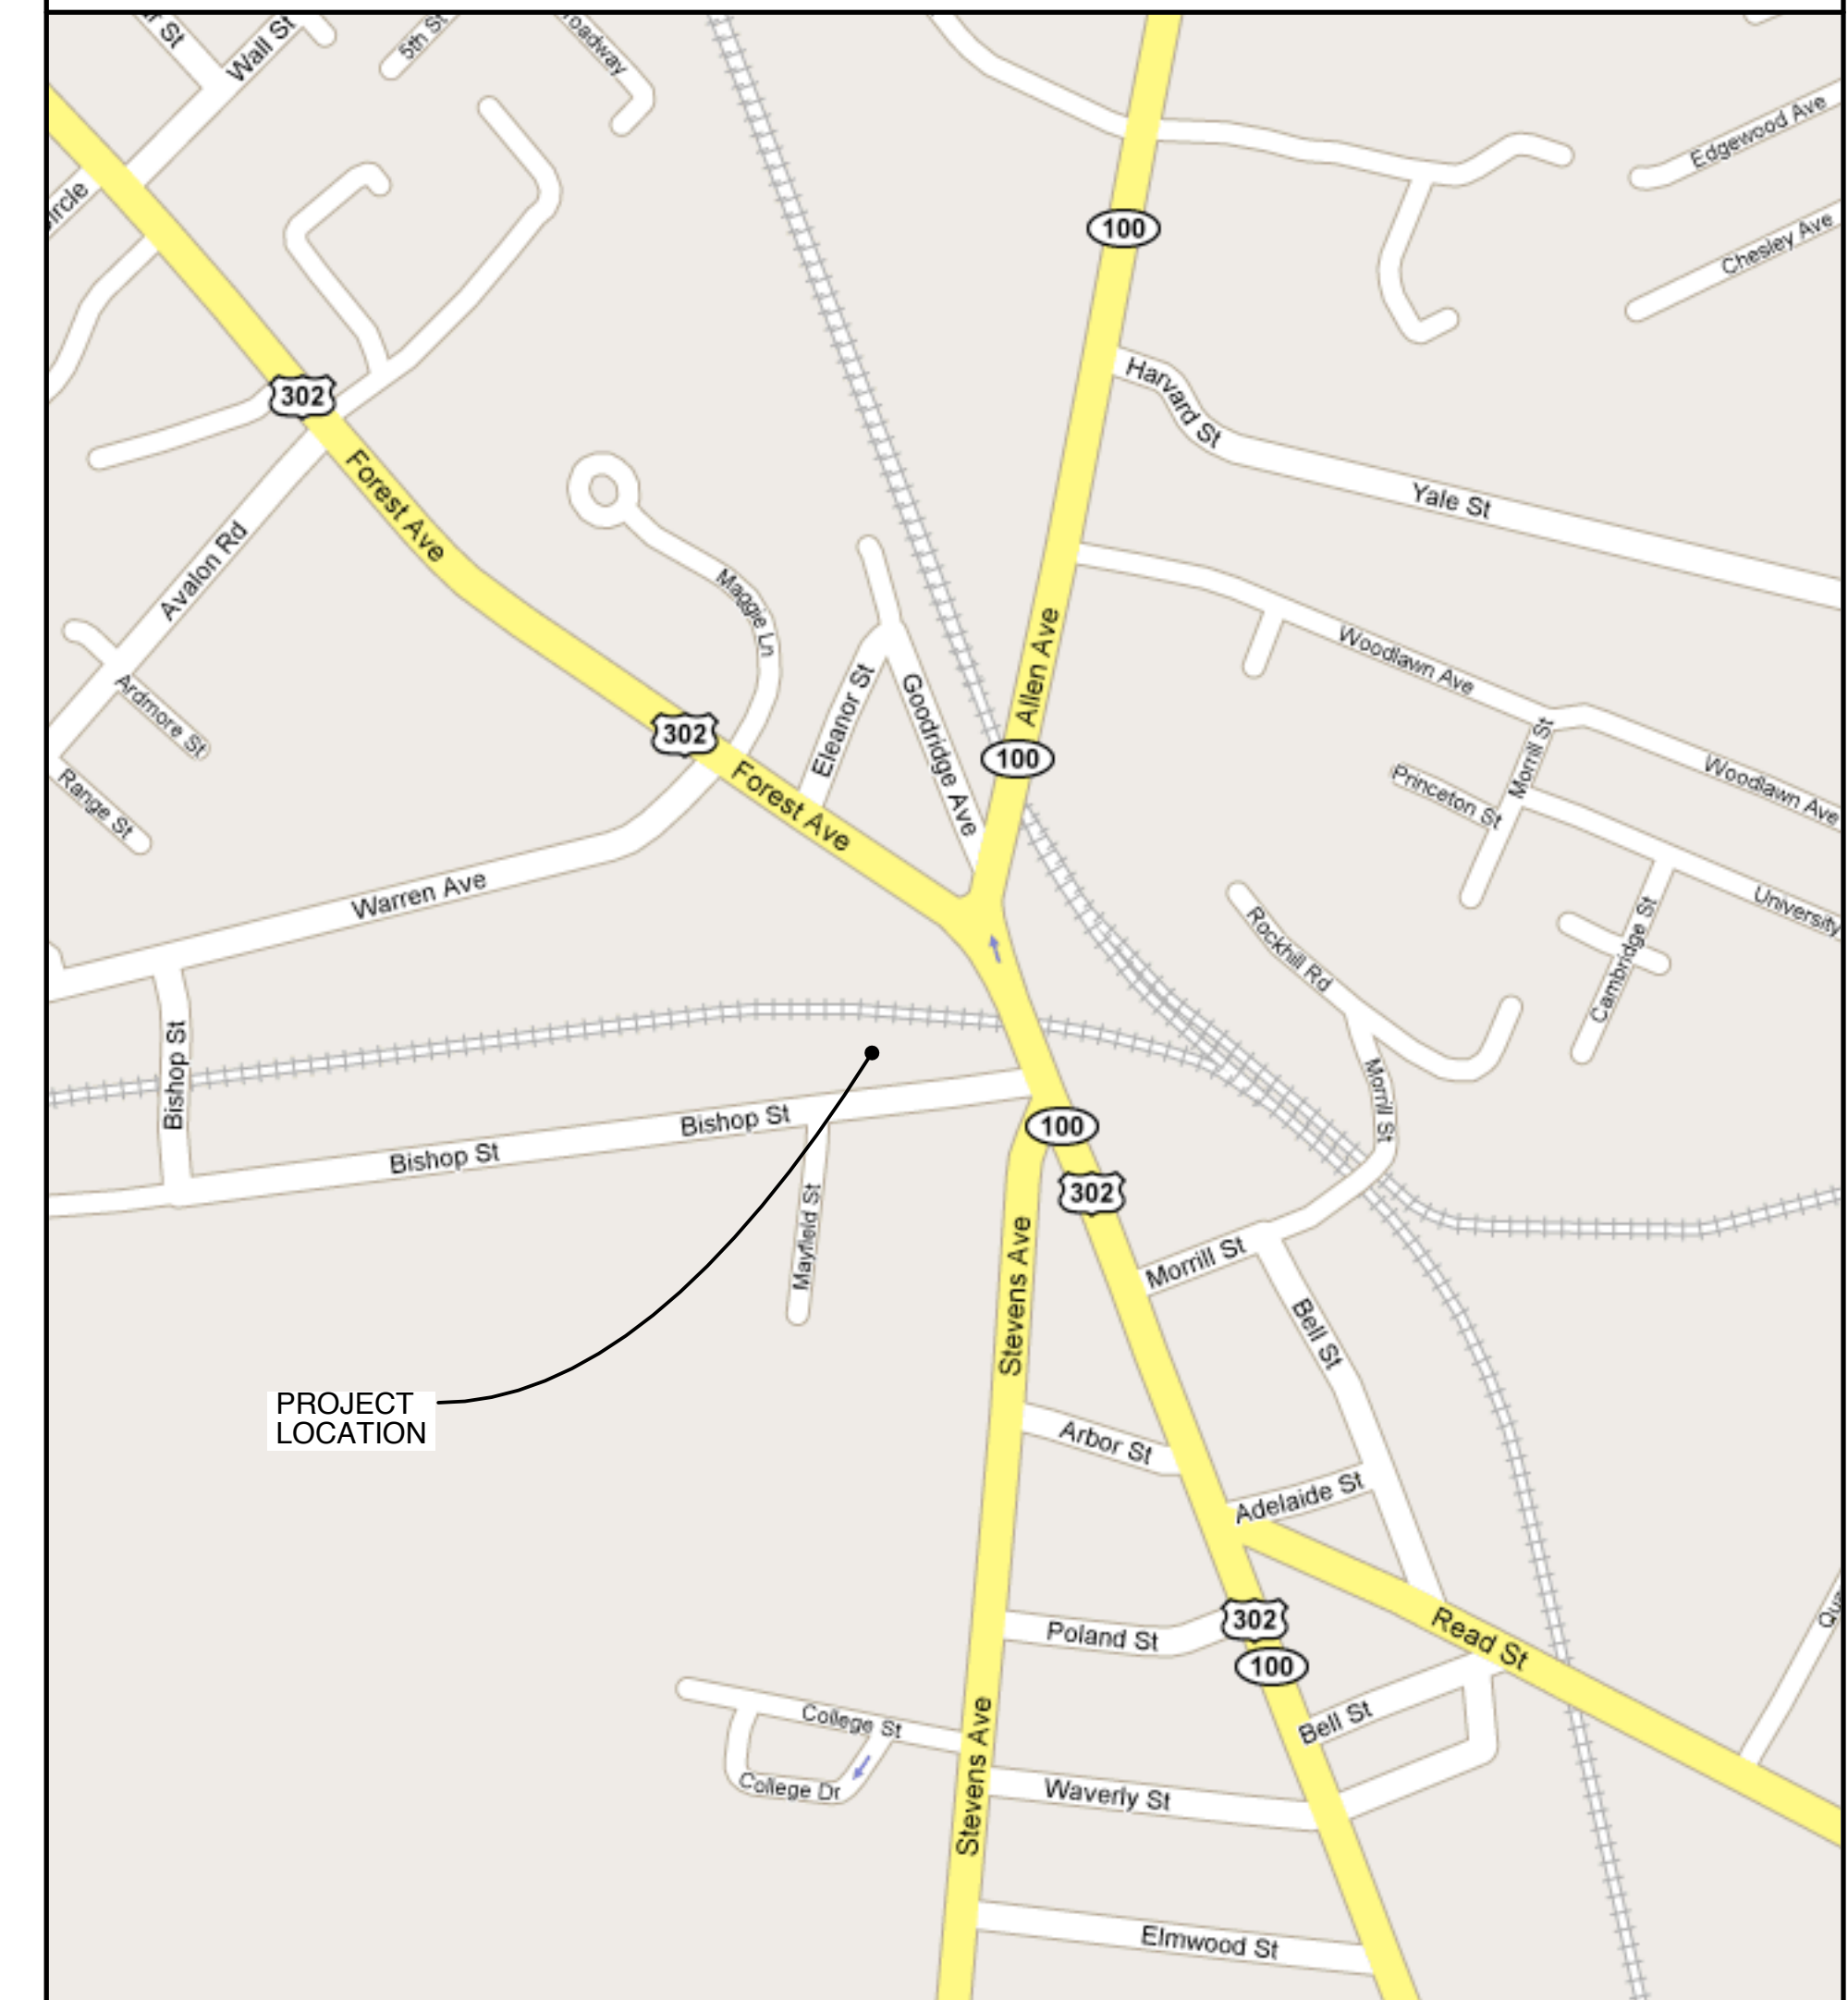 Wall St
5th St
Edgewood Ave
Chesley Ave
100
302
Harvard St
Forest Ave
Yale St
Avalon Rd
Maggie Ln
Allen Ave
Woodlawn Ave
Eleanor St
Goodridge Ave
Ardmore St
302
100
Morrill St
Woodlawn Ave
Princeton St
Range St
Forest Ave
Warren Ave
University
Rockhill Rd
Cambridge St
Bishop St
Morrill St
Bishop St
100
Bishop St
302
Mayfield St
Stevens Ave
Morrill St
Bell St
PROJECT
LOCATION
Arbor St
Adelaide St
302
Poland St
Read St
100
College St
Bell St
College Dr
Stevens Ave
Waverly St
Elmwood St